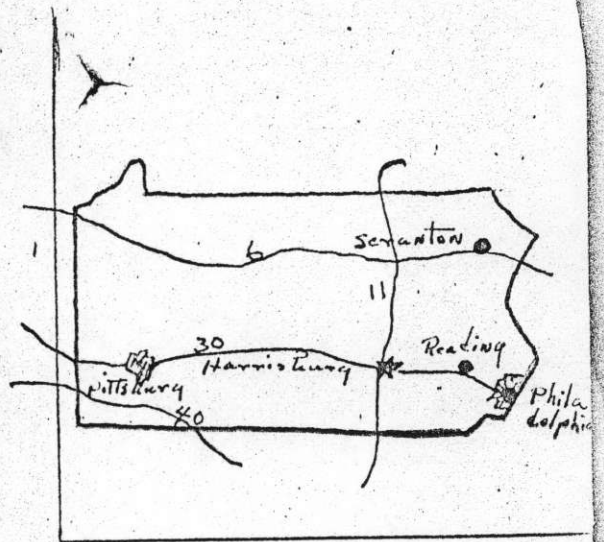 Scranton
6
1
11
30
Reading
Harrisburg
Pittsburg
Phila
delphia
40